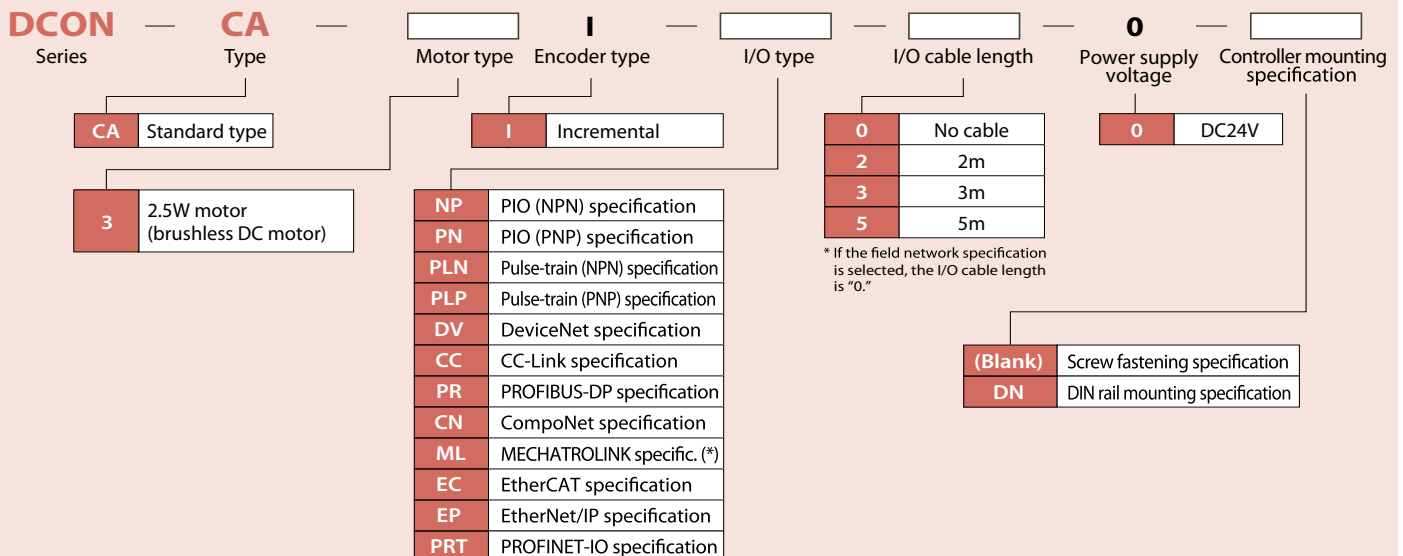 DCON — CA — I — — — 0 —
Series Type Motor type Encoder type I/O type I/O cable length Power supply voltage Controller mounting specification
CA Standard type
I Incremental
0 No cable
2 2m
3 3m
5 5m
* If the field network specification
is selected, the I/O cable length
is “0.”
0 DC24V
3 2.5W motor
(brushless DC motor)
NP PIO (NPN) specification
PN PIO (PNP) specification
PLN Pulse-train (NPN) specification
PLP Pulse-train (PNP) specification
DV DeviceNet specification
CC CC-Link specification
PR PROFIBUS-DP specification
CN CompoNet specification
ML MECHATROLINK specific. (*)
EC EtherCAT specification
EP EtherNet/IP specification
PRT PROFINET-IO specification
(Blank) Screw fastening specification
DN DIN rail mounting specification